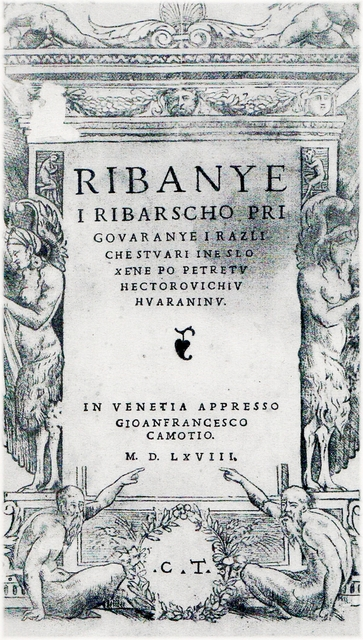 RIBANYE
I RIBARSCHO PRI
GOVARANYE I RAZLI
CHE STVARI INE SLO
XENE PO PETRETV
HECTOROVICHIV
HVARANINV.
IN VENETIA APPRESSO
GIOANFRANCESCO
CAMOTIO.
M. D. LXVIII.
.C.T.